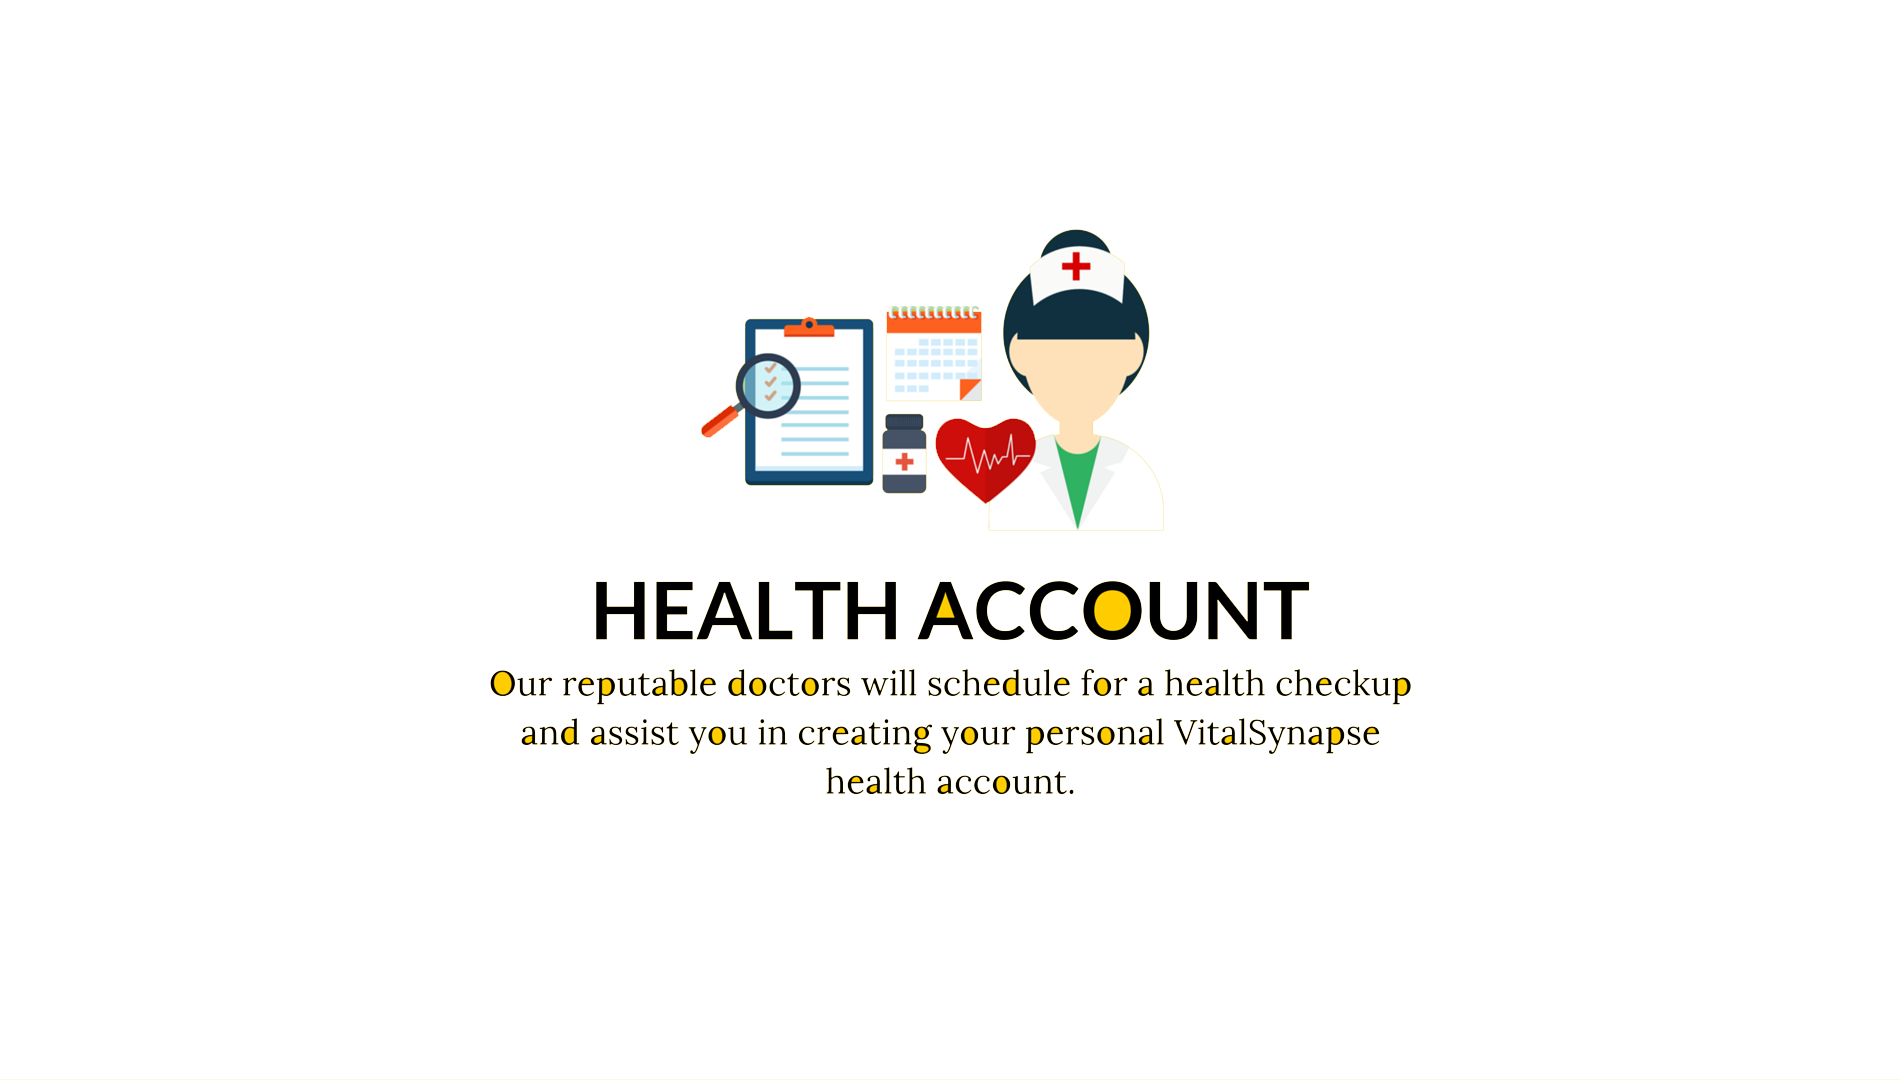 HEALTH ACCOUNT
Our reputable doctors will schedule for a health checkup
and assist you in creating your personal VitalSynapse
health account.